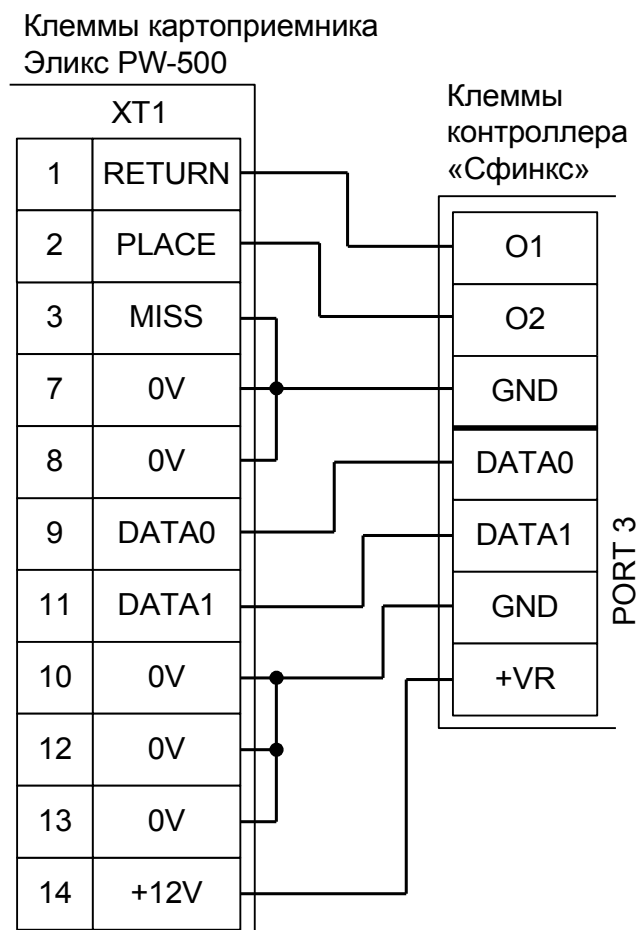 Клеммы картоприемника
Эликс PW-500
XT1
1 RETURN
2 PLACE
3 MISS
7 0V
8 0V
9 DATA0
11 DATA1
10 0V
12 0V
13 0V
14 +12V
Клеммы
контроллера
«Сфинкс»
O1
O2
GND
DATA0
DATA1
GND
+VR
PORT 3